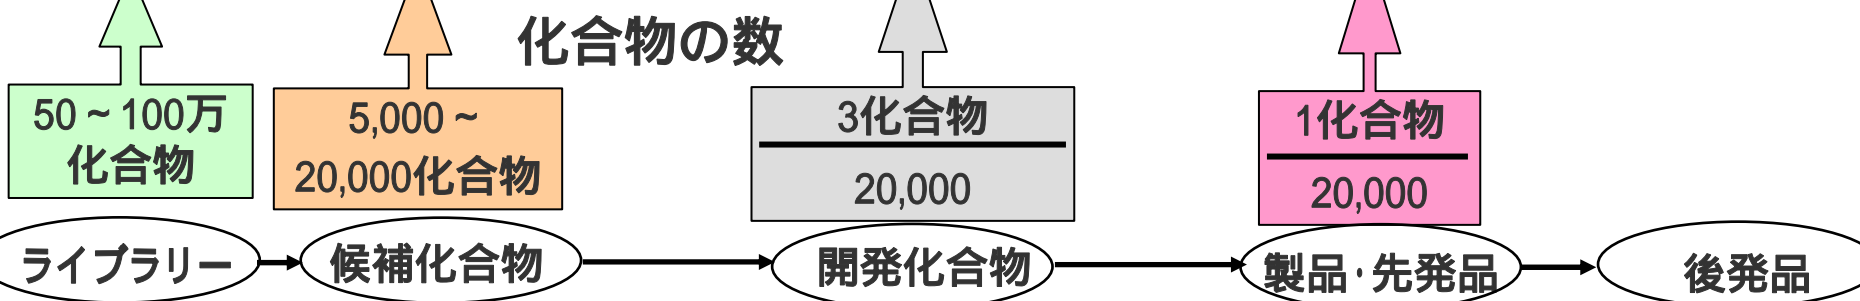 化合物の数
50 ~ 100万
化合物
5,000 ~
20,000化合物
3化合物
20,000
1化合物
20,000
ライブラリー
候補化合物
開発化合物
製品・先発品
後発品